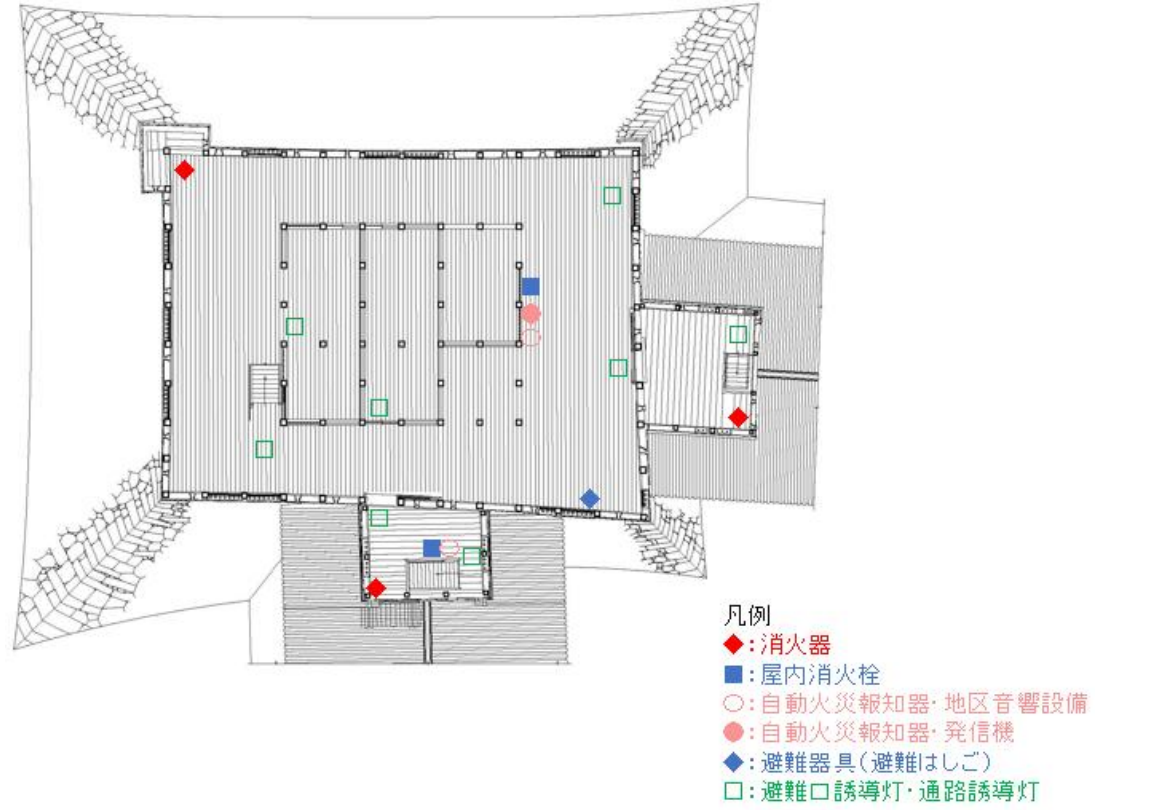 凡例
◆:消火器
■:屋内消火栓
○:自動火災報知器・地区音響設備
●:自動火災報知器・発信機
◆:避難器具(避難はしご)
□:避難口誘導灯・通路誘導灯